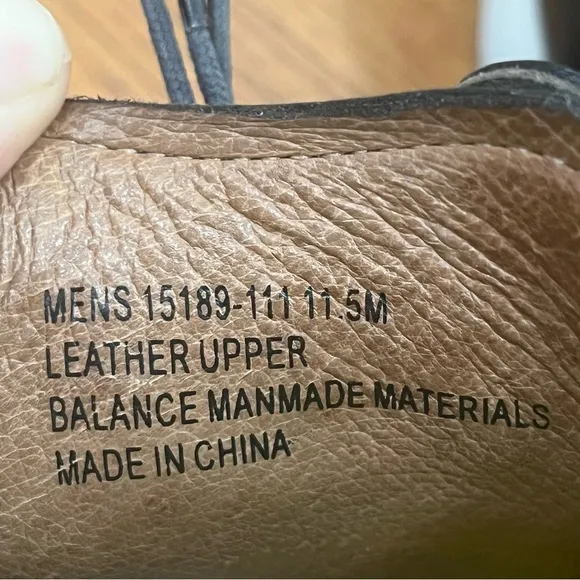 MENS 15189-111 11.5M
LEATHER UPPER
BALANCE MANMADE MATERIALS
MADE IN CHINA